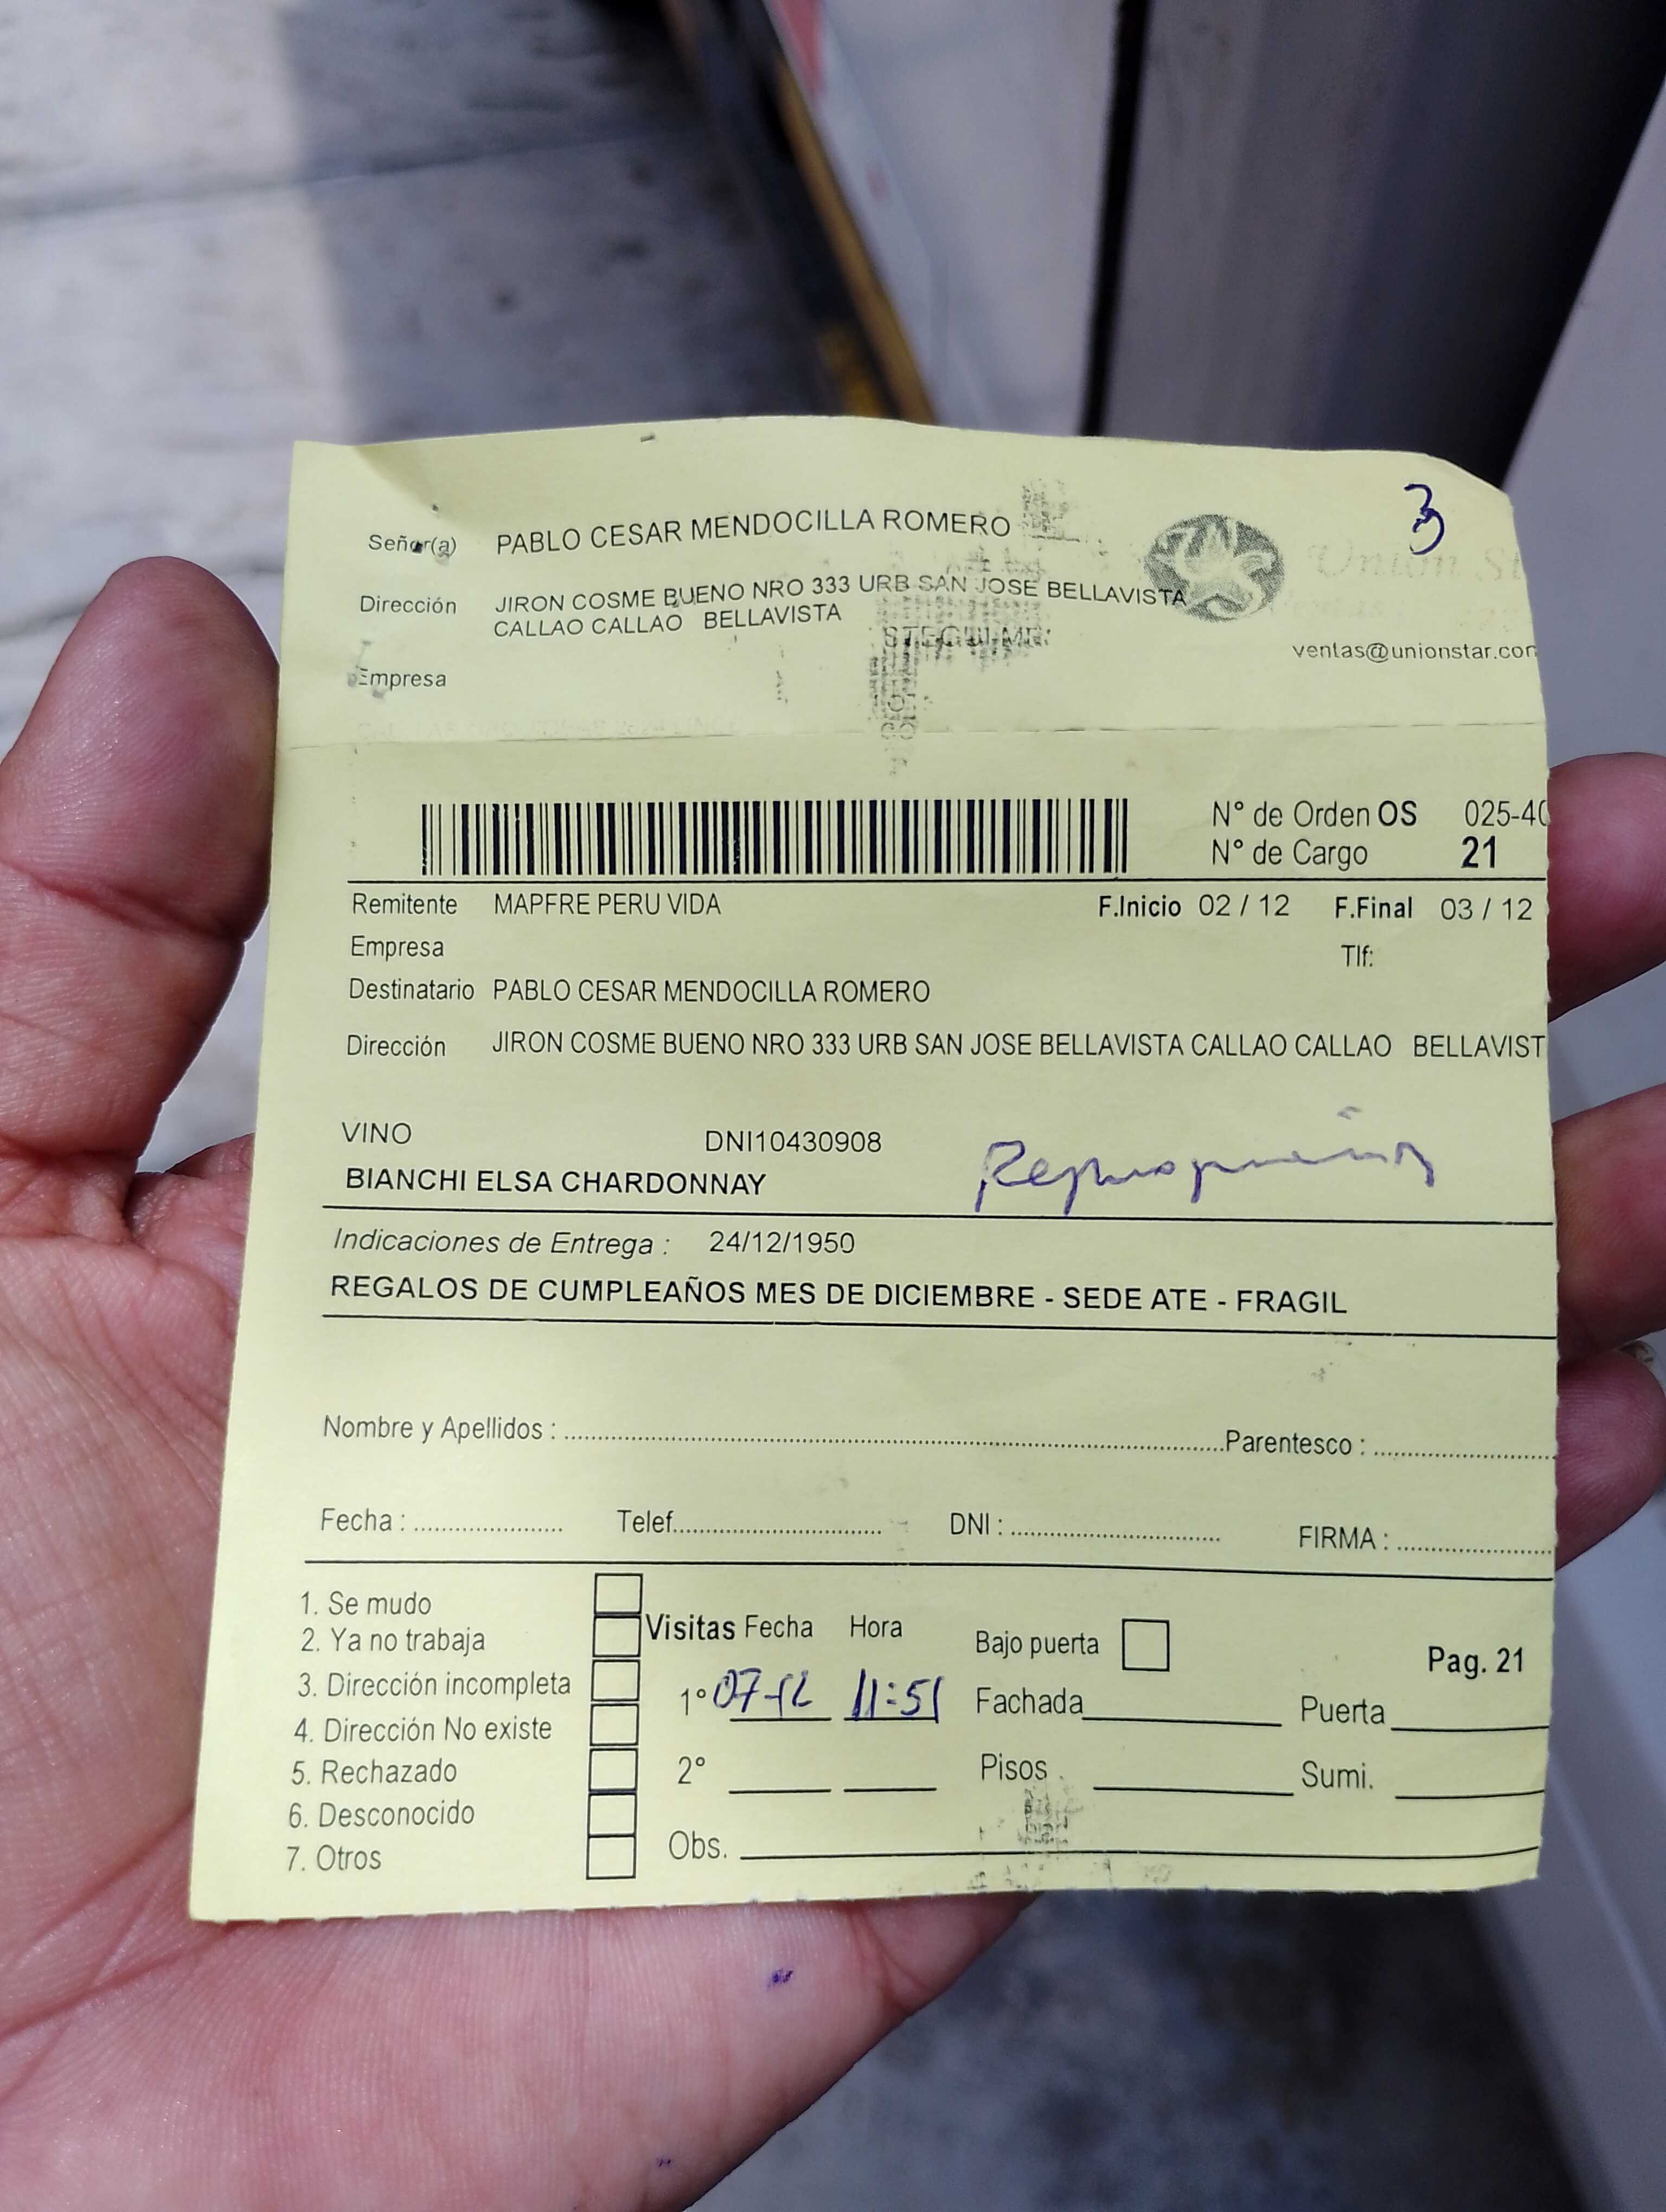 3
Señor(a) PABLO CESAR MENDOCILLA ROMERO
Dirección JIRON COSME BUENO NRO 333 URB SAN JOSE BELLAVISTA
CALLAO CALLAO BELLAVISTA
Union St
ventas@unionstar.com
Empresa
N° de Orden OS 025-40
N° de Cargo 21
Remitente MAPFRE PERU VIDA F.Inicio 02 / 12 F.Final 03 / 12
Empresa Tlf:
Destinatario PABLO CESAR MENDOCILLA ROMERO
Dirección JIRON COSME BUENO NRO 333 URB SAN JOSE BELLAVISTA CALLAO CALLAO BELLAVIST
VINO DNI10430908
BIANCHI ELSA CHARDONNAY
Indicaciones de Entrega : 24/12/1950
REGALOS DE CUMPLEAÑOS MES DE DICIEMBRE - SEDE ATE - FRAGIL
Nombre y Apellidos : Parentesco :
Fecha : Telef. DNI : FIRMA :
1. Se mudo
2. Ya no trabaja
3. Dirección incompleta
4. Dirección No existe
5. Rechazado
6. Desconocido
7. Otros
Visitas Fecha Hora
1° 07-12 11:51
2°
Obs.
Bajo puerta
Fachada Puerta
Pisos Sumi.
Pag. 21